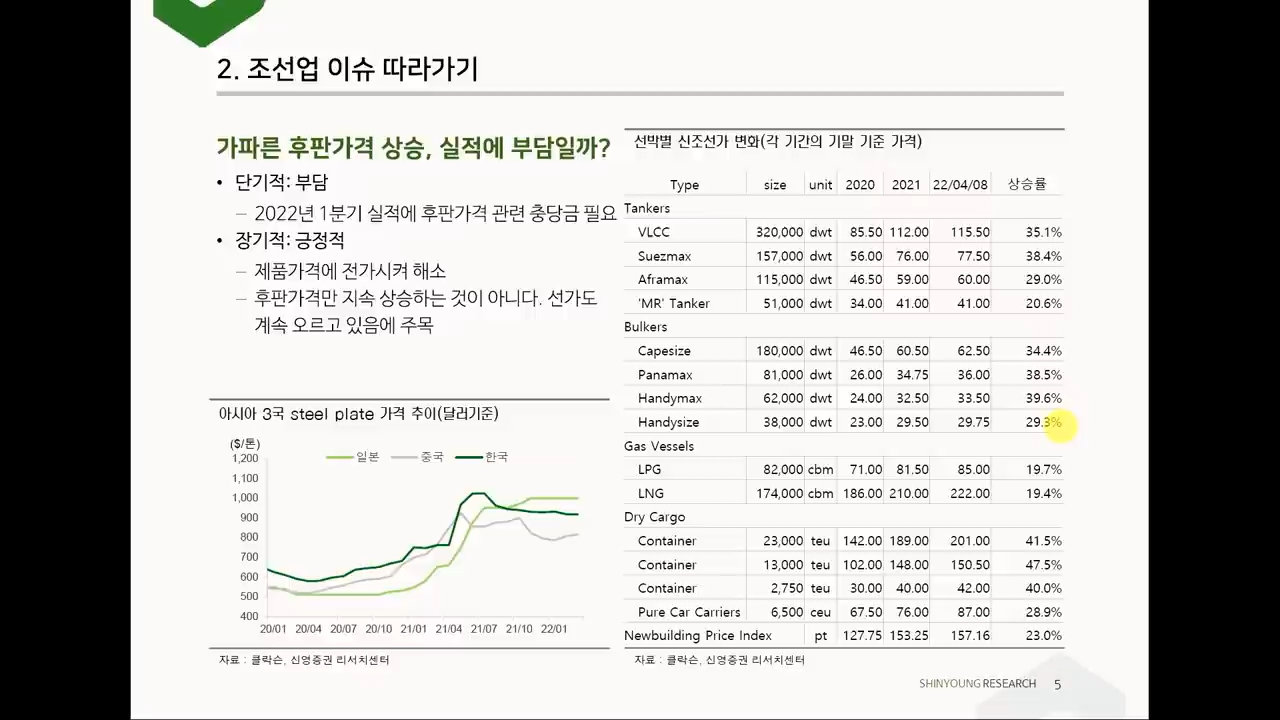 2. 조선업 이슈 따라가기
가파른 후판가격 상승, 실적에 부담일까?
• 단기적: 부담
– 2022년 1분기 실적에 후판가격 관련 충당금 필요
• 장기적: 긍정적
– 제품가격에 전가시켜 해소
– 후판가격만 지속 상승하는 것이 아니다. 선가도
계속 오르고 있음에 주목
아시아 3국 steel plate 가격 추이(달러기준)
($/톤)
일본 중국 한국
1,200
1,100
1,000
900
800
700
600
500
400
20/01 20/04 20/07 20/10 21/01 21/04 21/07 21/10 22/01
자료 : 클락슨, 신영증권 리서치센터
선박별 신조선가 변화(각 기간의 기말 기준 가격)
Type size unit 2020 2021 22/04/08 상승률
Tankers
VLCC 320,000 dwt 85.50 112.00 115.50 35.1%
Suezmax 157,000 dwt 56.00 76.00 77.50 38.4%
Aframax 115,000 dwt 46.50 59.00 60.00 29.0%
'MR' Tanker 51,000 dwt 34.00 41.00 41.00 20.6%
Bulkers
Capesize 180,000 dwt 46.50 60.50 62.50 34.4%
Panamax 81,000 dwt 26.00 34.75 36.00 38.5%
Handymax 62,000 dwt 24.00 32.50 33.50 39.6%
Handysize 38,000 dwt 23.00 29.50 29.75 29.3%
Gas Vessels
LPG 82,000 cbm 71.00 81.50 85.00 19.7%
LNG 174,000 cbm 186.00 210.00 222.00 19.4%
Dry Cargo
Container 23,000 teu 142.00 189.00 201.00 41.5%
Container 13,000 teu 102.00 148.00 150.50 47.5%
Container 2,750 teu 30.00 40.00 42.00 40.0%
Pure Car Carriers 6,500 ceu 67.50 76.00 87.00 28.9%
Newbuilding Price Index pt 127.75 153.25 157.16 23.0%
자료 : 클락슨, 신영증권 리서치센터
SHINYOUNG RESEARCH 5